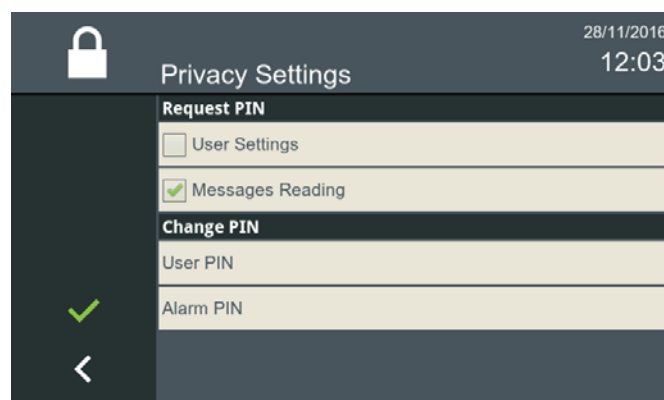 28/11/2016
12:03
Privacy Settings
Request PIN
User Settings
Messages Reading
Change PIN
User PIN
Alarm PIN